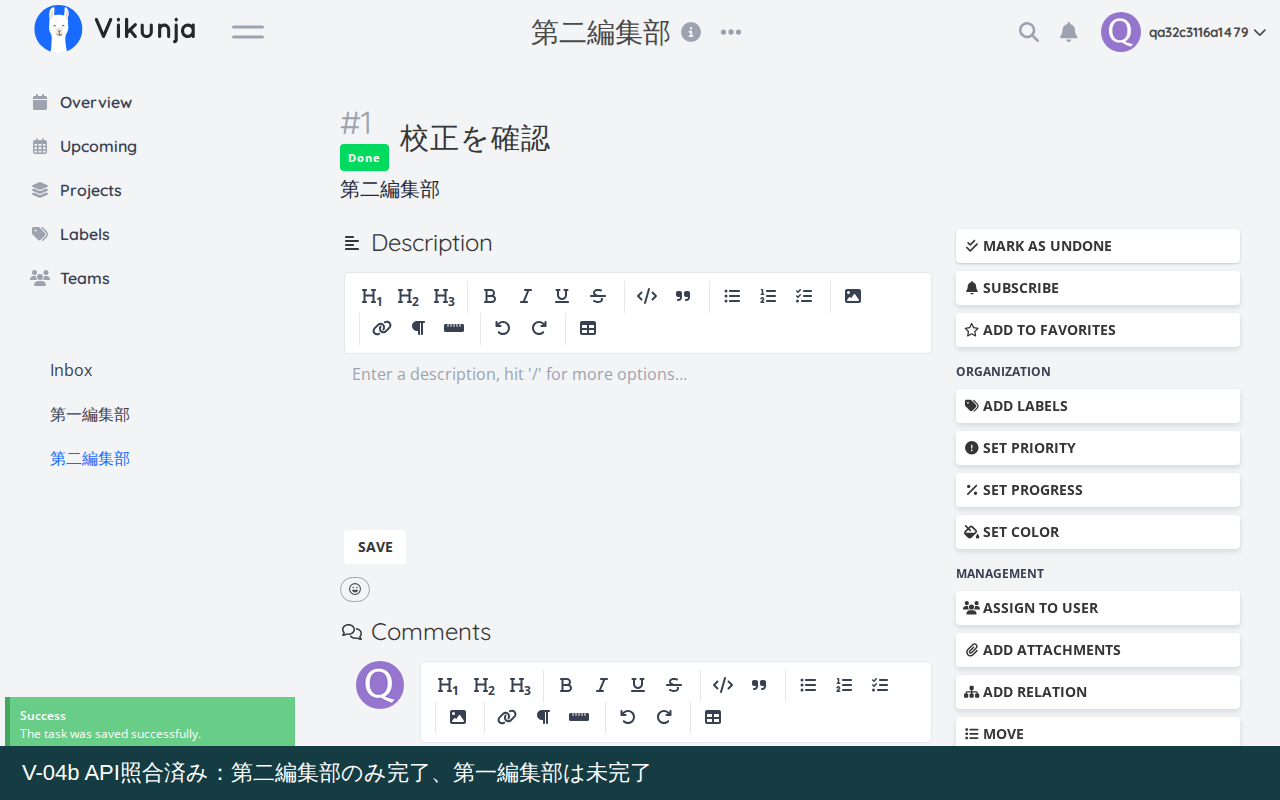 Vikunja
第二編集部
qa32c3116a1479
Overview
Upcoming
Projects
Labels
Teams
Inbox
第一編集部
第二編集部
#1
Done
校正を確認
第二編集部
Description
H1 H2 H3
Enter a description, hit '/' for more options...
SAVE
Comments
Q
H1 H2 H3
MARK AS UNDONE
SUBSCRIBE
ADD TO FAVORITES
ORGANIZATION
ADD LABELS
SET PRIORITY
SET PROGRESS
SET COLOR
MANAGEMENT
ASSIGN TO USER
ADD ATTACHMENTS
ADD RELATION
MOVE
Success
The task was saved successfully.
V-04b API照合済み：第二編集部のみ完了、第一編集部は未完了